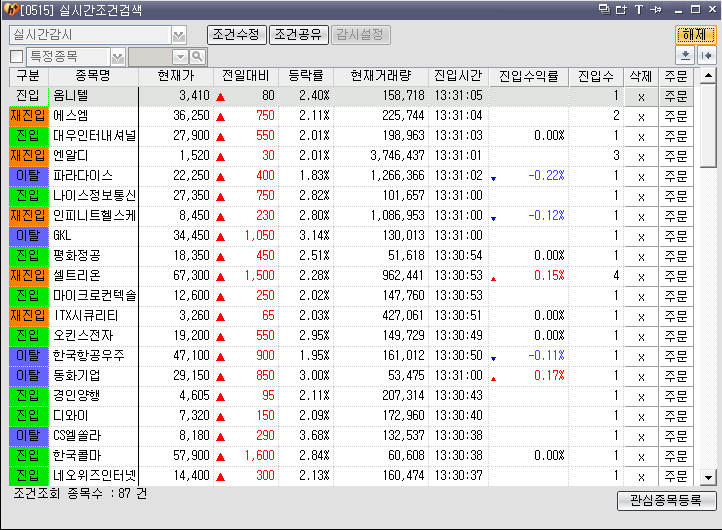 [0515] 실시간조건검색
실시간감시 조건수정 조건공유 감시설정 해제
특정종목
구분 종목명 현재가 전일대비 등락률 현재거래량 진입시간 진입수익률 진입수 삭제 주문
진입 옴니텔 3,410 ▲ 80 2.40% 158,718 13:31:05 1 x 주문
재진입 에스엠 36,250 ▲ 750 2.11% 225,744 13:31:04 2 x 주문
진입 대우인터내셔널 27,900 ▲ 550 2.01% 198,963 13:31:03 0.00% 1 x 주문
재진입 엔알디 1,520 ▲ 30 2.01% 3,746,437 13:31:01 3 x 주문
이탈 파라다이스 22,250 ▲ 400 1.83% 1,266,366 13:31:02 ▼ -0.22% 1 x 주문
진입 나이스정보통신 27,350 ▲ 750 2.82% 101,657 13:31:00 1 x 주문
재진입 인피니트헬스케 8,450 ▲ 230 2.80% 1,086,953 13:31:00 ▼ -0.12% 1 x 주문
이탈 GKL 34,450 ▲ 1,050 3.14% 130,013 13:31:00 1 x 주문
진입 평화정공 18,350 ▲ 450 2.51% 51,618 13:30:54 0.00% 1 x 주문
재진입 셀트리온 67,300 ▲ 1,500 2.28% 962,441 13:30:53 ▲ 0.15% 4 x 주문
진입 마이크로컨텍솔 12,600 ▲ 250 2.02% 147,760 13:30:53 1 x 주문
재진입 ITX시큐리티 3,260 ▲ 65 2.03% 427,061 13:30:51 0.00% 1 x 주문
진입 오킨스전자 19,200 ▲ 550 2.95% 149,729 13:30:49 0.00% 1 x 주문
이탈 한국항공우주 47,100 ▲ 900 1.95% 161,012 13:30:50 ▼ -0.11% 1 x 주문
이탈 동화기업 29,150 ▲ 850 3.00% 53,475 13:31:00 ▲ 0.17% 1 x 주문
진입 경인양행 4,605 ▲ 95 2.11% 207,314 13:30:43 1 x 주문
진입 디와이 7,320 ▲ 150 2.09% 172,960 13:30:40 1 x 주문
이탈 CS엘쏠라 8,180 ▲ 290 3.68% 132,537 13:30:38 1 x 주문
진입 한국콜마 57,900 ▲ 1,600 2.84% 60,608 13:30:38 0.00% 1 x 주문
진입 네오위즈인터넷 14,400 ▲ 300 2.13% 160,474 13:30:37 1 x 주문
조건조회 종목수 : 87 건
관심종목등록